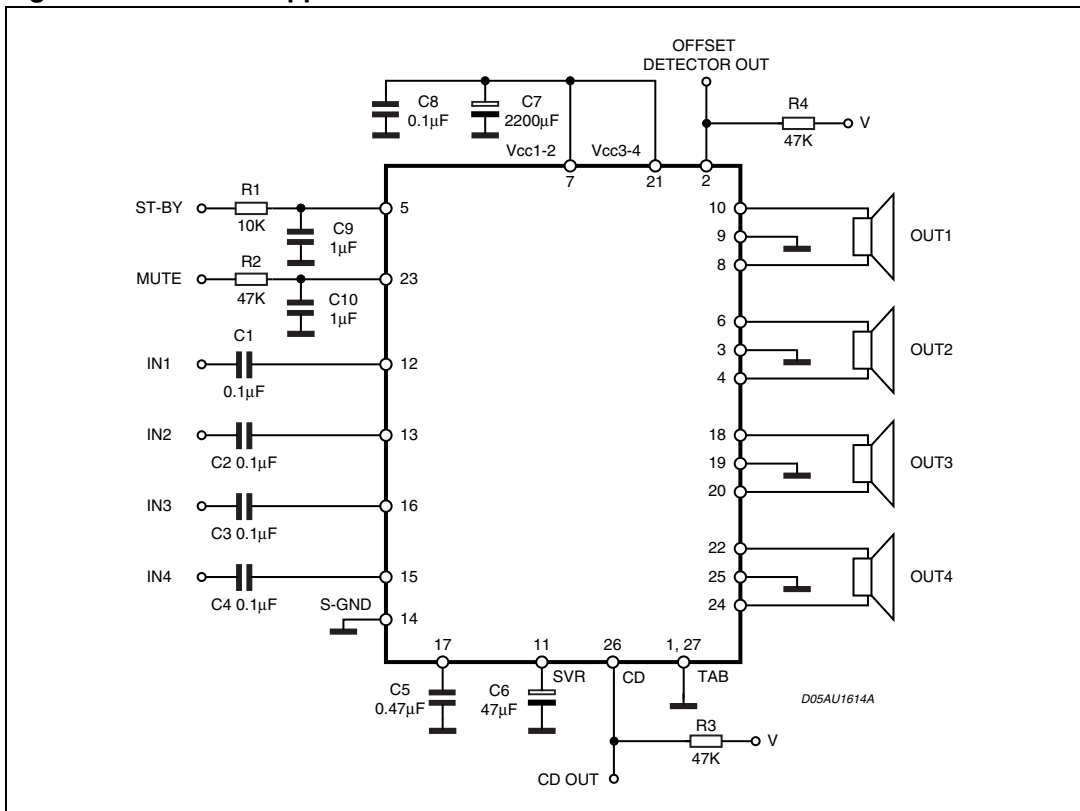 OFFSET
DETECTOR OUT
C8
0.1µF
C7
2200µF
R4
47K
V
Vcc1-2
Vcc3-4
7
21
2
ST-BY
R1
10K
C9
1µF
5
MUTE
R2
47K
C10
1µF
23
IN1
C1
0.1µF
12
IN2
C2 0.1µF
13
IN3
C3 0.1µF
16
IN4
C4 0.1µF
15
S-GND
14
10
9
8
OUT1
6
3
4
OUT2
18
19
20
OUT3
22
25
24
OUT4
17
11
26
1, 27
C5
0.47µF
C6
47µF
SVR
CD
TAB
D05AU1614A
R3
47K
V
CD OUT